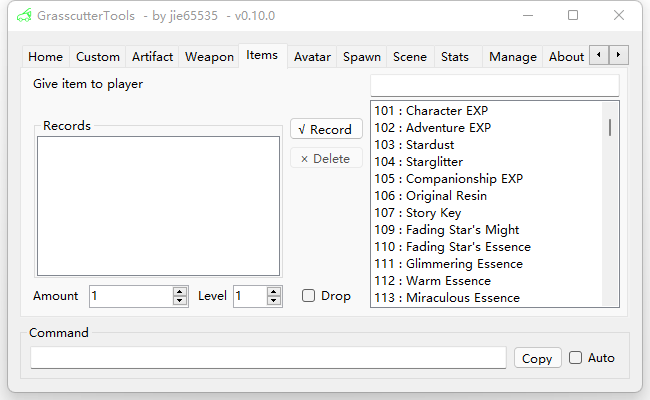 GrasscutterTools - by jie65535 - v0.10.0
Home Custom Artifact Weapon Items Avatar Spawn Scene Stats Manage About
Give item to player
Records
√ Record
× Delete
101 : Character EXP
102 : Adventure EXP
103 : Stardust
104 : Starglitter
105 : Companionship EXP
106 : Original Resin
107 : Story Key
109 : Fading Star's Might
110 : Fading Star's Essence
111 : Glimmering Essence
112 : Warm Essence
113 : Miraculous Essence
Amount 1 Level 1 Drop
Command
Copy Auto